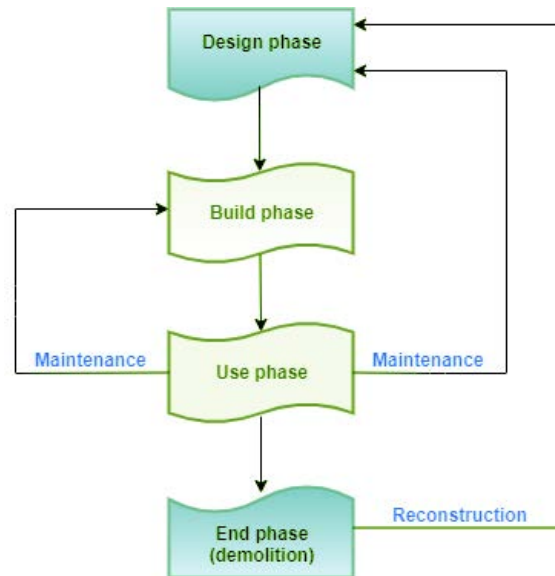 Design phase
Build phase
Maintenance
Use phase
Maintenance
End phase
(demolition)
Reconstruction